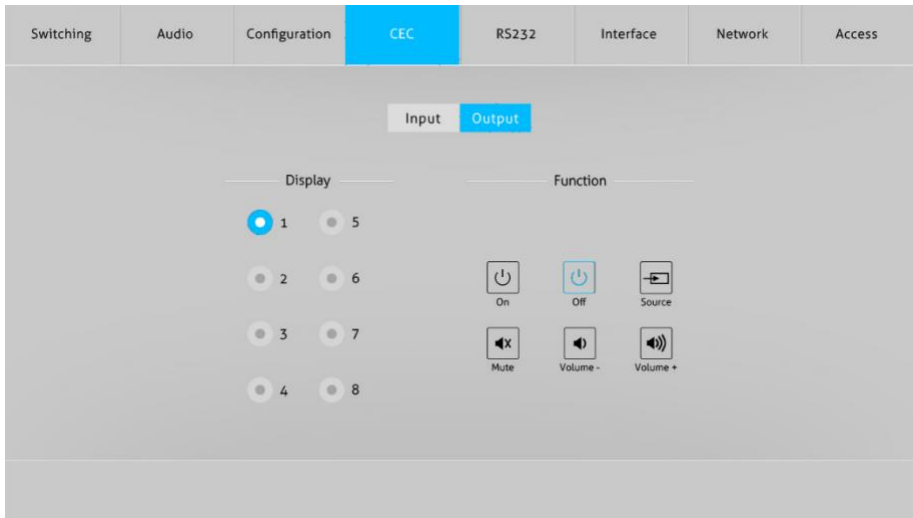 Switching Audio Configuration CEC RS232 Interface Network Access
Input Output
Display
1 5
2 6
3 7
4 8
Function
On Off Source
Mute Volume - Volume +